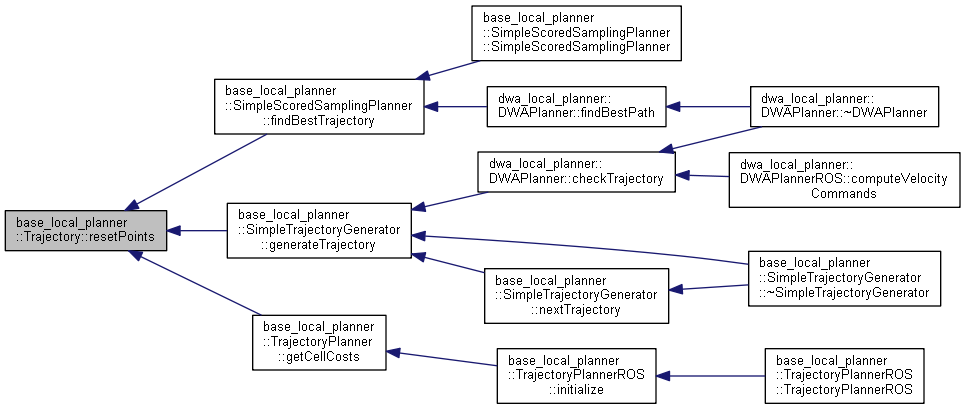 base_local_planner
::SimpleScoredSamplingPlanner
::SimpleScoredSamplingPlanner
base_local_planner
::SimpleScoredSamplingPlanner
::findBestTrajectory
dwa_local_planner::
DWAPlanner::findBestPath
dwa_local_planner::
DWAPlanner::~DWAPlanner
dwa_local_planner::
DWAPlanner::checkTrajectory
dwa_local_planner::
DWAPlannerROS::computeVelocity
Commands
base_local_planner
::Trajectory::resetPoints
base_local_planner
::SimpleTrajectoryGenerator
::generateTrajectory
base_local_planner
::SimpleTrajectoryGenerator
::~SimpleTrajectoryGenerator
base_local_planner
::SimpleTrajectoryGenerator
::nextTrajectory
base_local_planner
::TrajectoryPlanner
::getCellCosts
base_local_planner
::TrajectoryPlannerROS
::initialize
base_local_planner
::TrajectoryPlannerROS
::TrajectoryPlannerROS